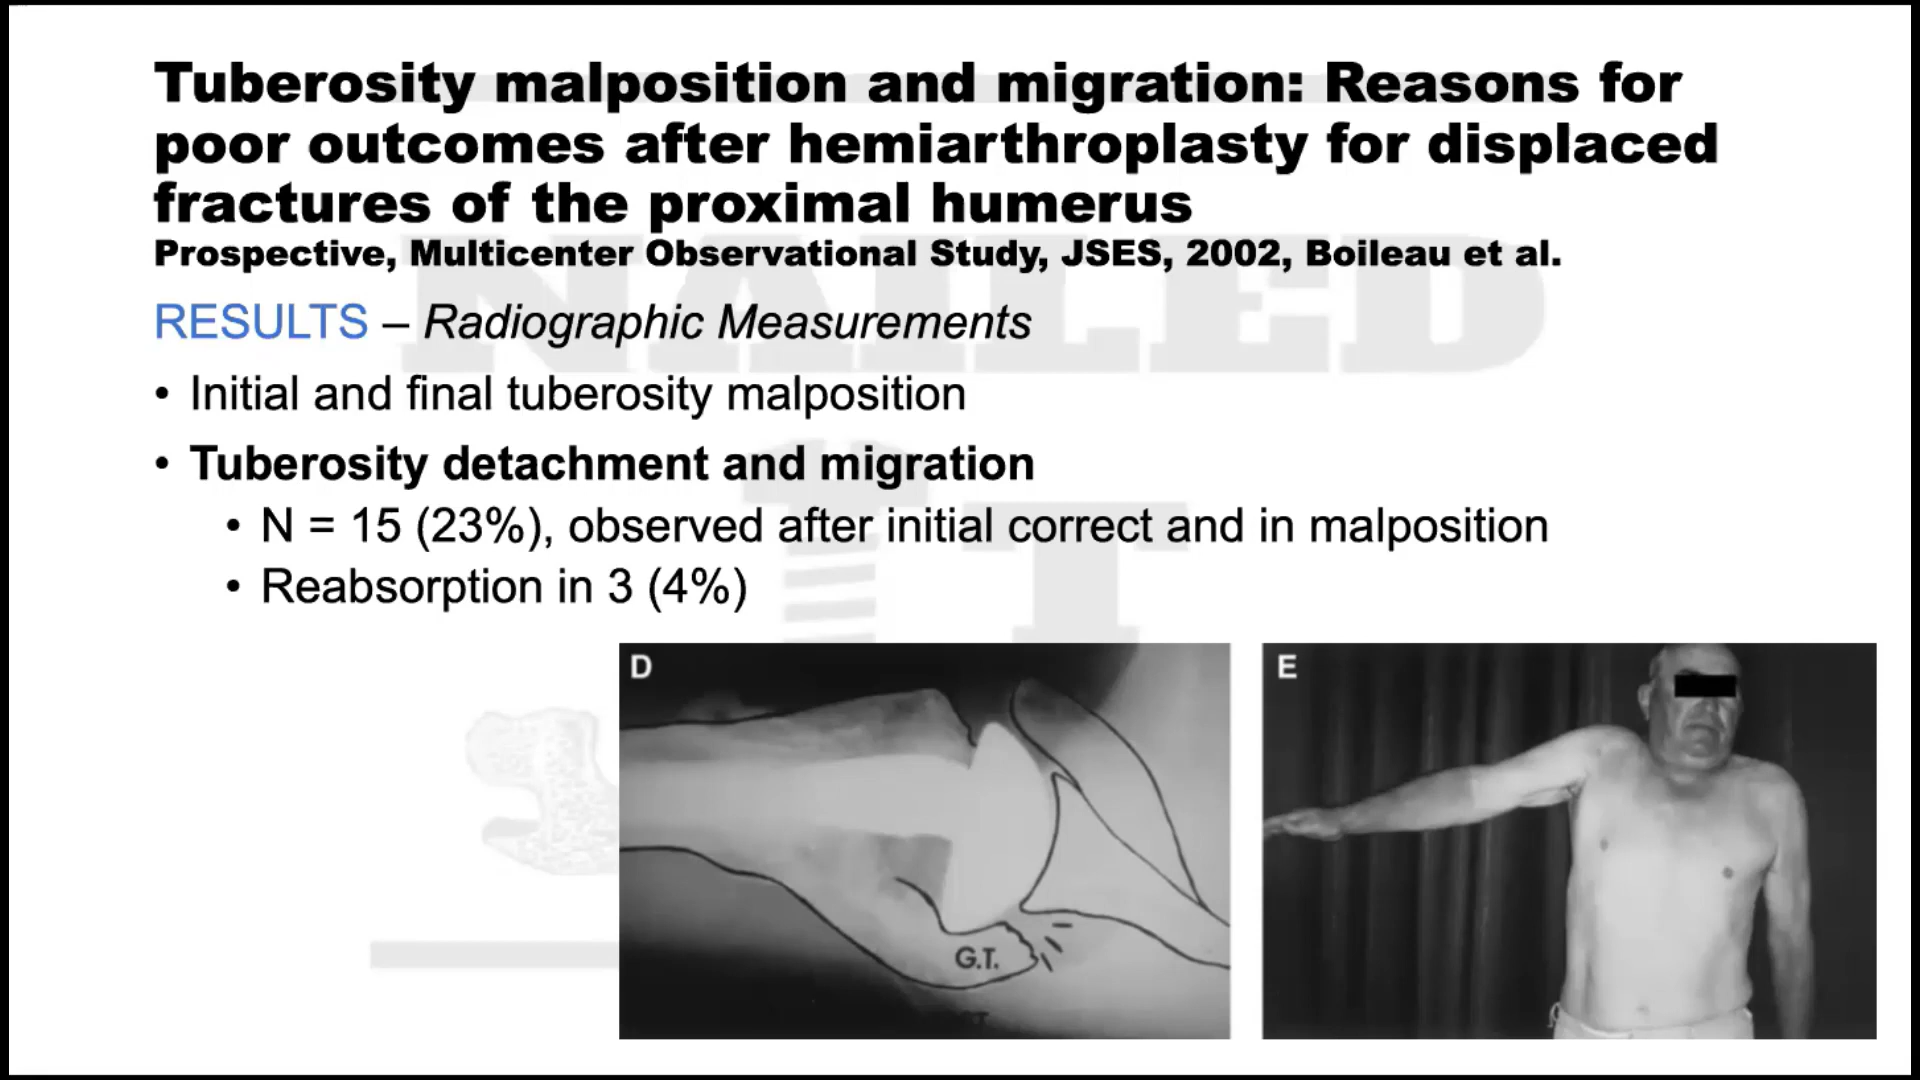 Tuberosity malposition and migration: Reasons for
poor outcomes after hemiarthroplasty for displaced
fractures of the proximal humerus
Prospective, Multicenter Observational Study, JSES, 2002, Boileau et al.
RESULTS – Radiographic Measurements
• Initial and final tuberosity malposition
• Tuberosity detachment and migration
• N = 15 (23%), observed after initial correct and in malposition
• Reabsorption in 3 (4%)
NAILED
IT
D
E
G.T.